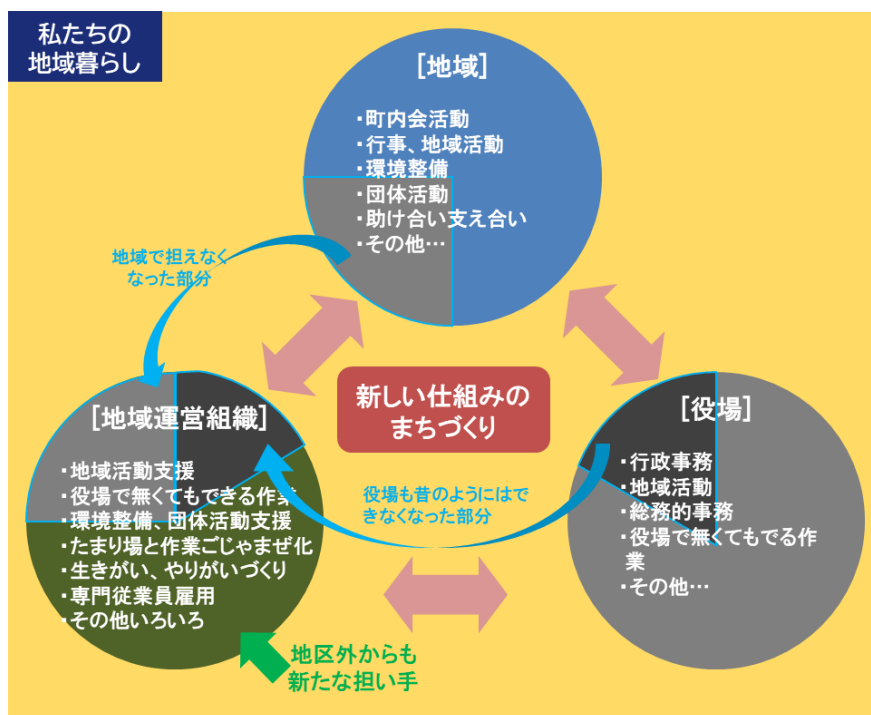 私たちの
地域暮らし
[地域]
・町内会活動
・行事、地域活動
・環境整備
・団体活動
・助け合い支え合い
・その他…
地域で担えなく
なった部分
新しい仕組みの
まちづくり
[地域運営組織]
・地域活動支援
・役場で無くてもできる作業
・環境整備、団体活動支援
・たまり場と作業ごじゃまぜ化
・生きがい、やりがいづくり
・専門従業員雇用
・その他いろいろ
役場も昔のようにはで
きなくなった部分
[役場]
・行政事務
・地域活動
・総務的事務
・役場で無くてもでる作
業
・その他…
地区外からも
新たな担い手